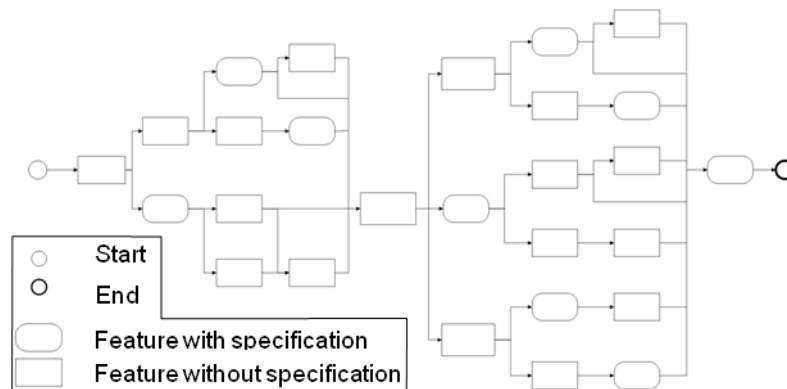 Start
End
Feature with specification
Feature without specification